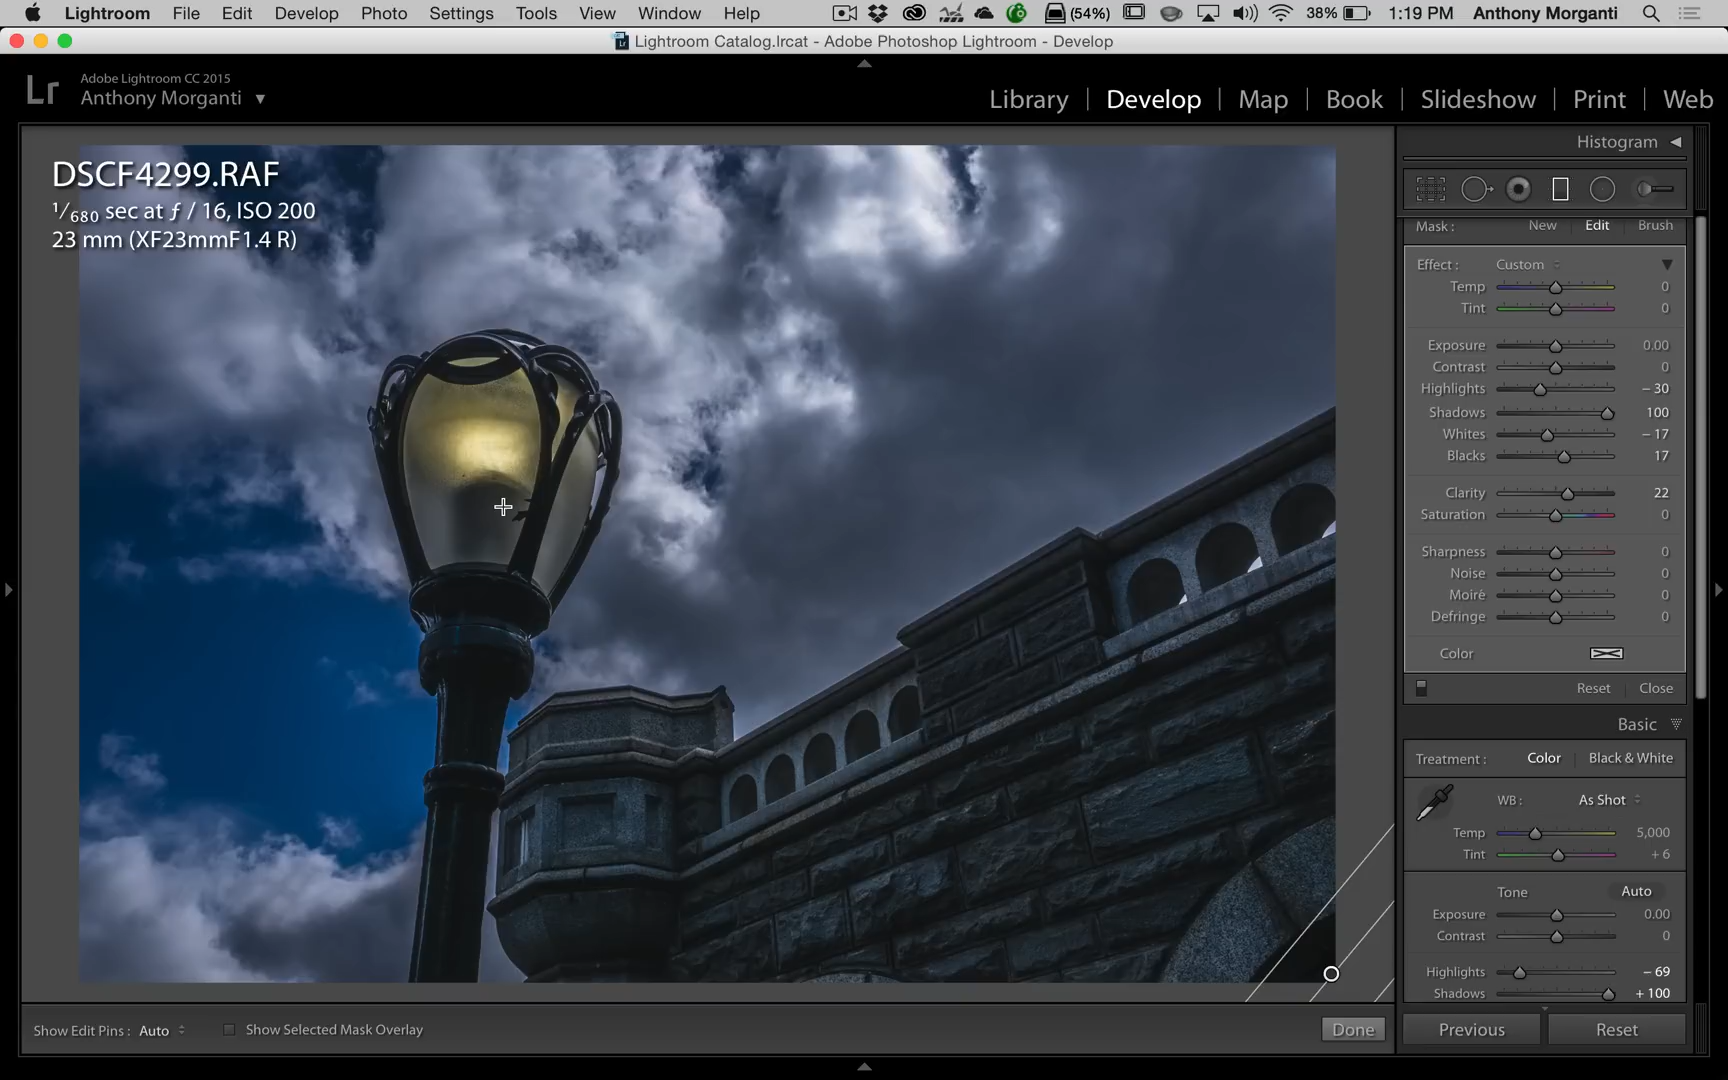 Lightroom File Edit Develop Photo Settings Tools View Window Help (54%) 38% 1:19 PM Anthony Morganti
Lightroom Catalog.lrcat - Adobe Photoshop Lightroom - Develop
Lr
Adobe Lightroom CC 2015
Anthony Morganti
Library | Develop | Map | Book | Slideshow | Print | Web
DSCF4299.RAF
1/680 sec at ƒ / 16, ISO 200
23 mm (XF23mmF1.4 R)
Histogram
Mask : New Edit Brush
Effect : Custom
Temp 0
Tint 0
Exposure 0.00
Contrast 0
Highlights – 30
Shadows 100
Whites – 17
Blacks 17
Clarity 22
Saturation 0
Sharpness 0
Noise 0
Moiré 0
Defringe 0
Color
Reset Close
Basic
Treatment : Color | Black & White
WB : As Shot
Temp 5,000
Tint + 6
Tone Auto
Exposure 0.00
Contrast 0
Highlights – 69
Shadows + 100
Show Edit Pins : Auto Show Selected Mask Overlay Done
Previous Reset